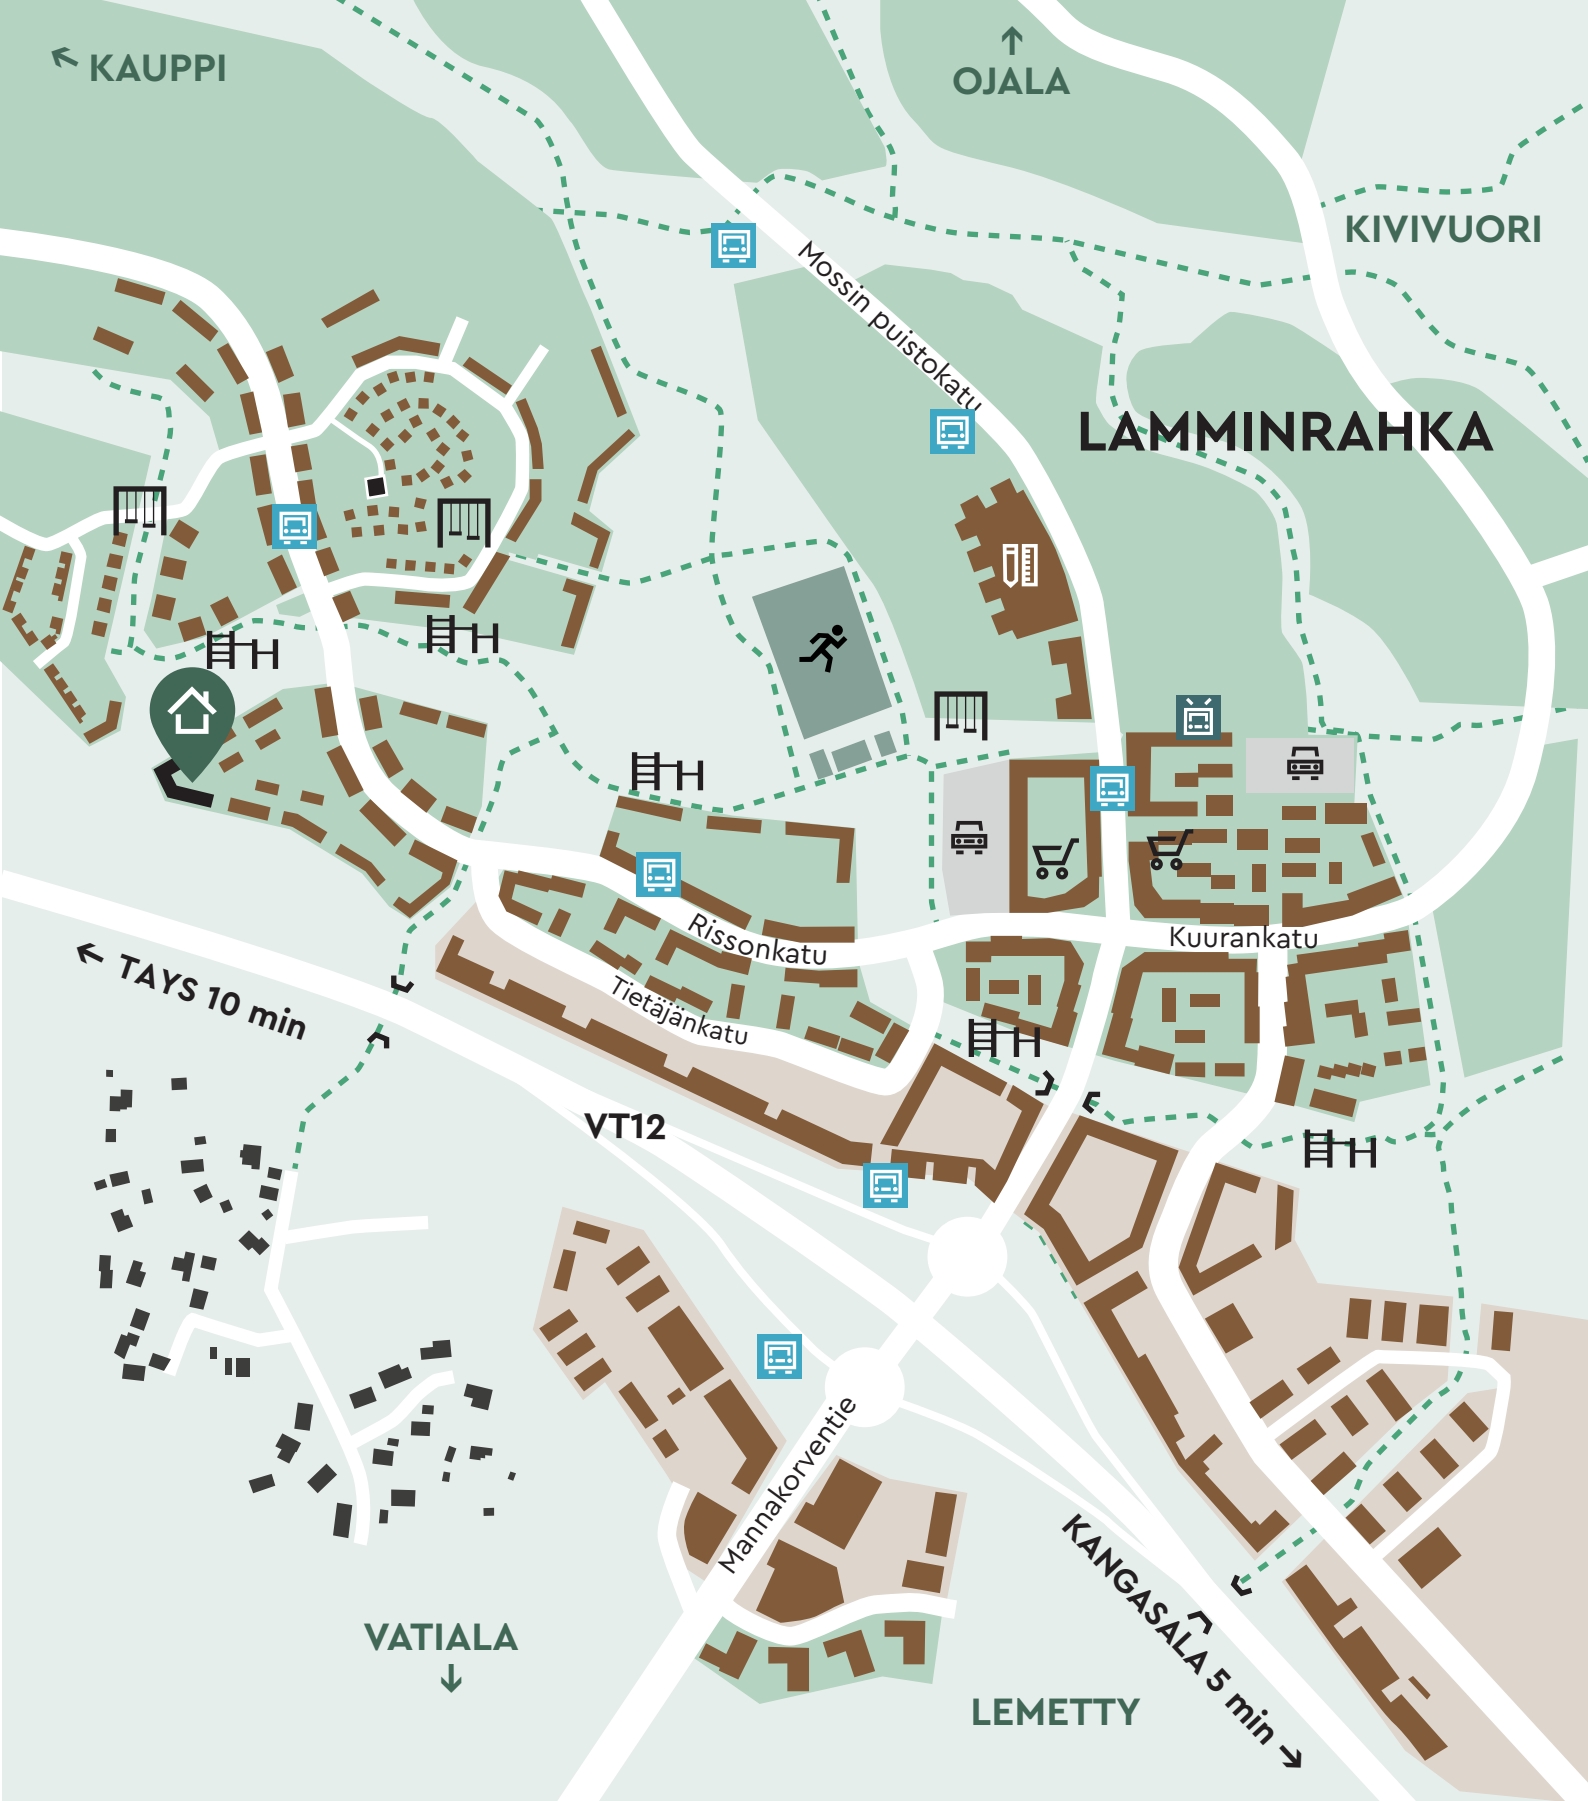 KAUPPI
OJALA
KIVIVUORI
Mossin puistokatu
LAMMINRAHKA
Rissonkatu
Kuurankatu
Tietäjänkatu
TAYS 10 min
VT12
Mannakorventie
KANGASALA 5 min
VATIALA
LEMETTY